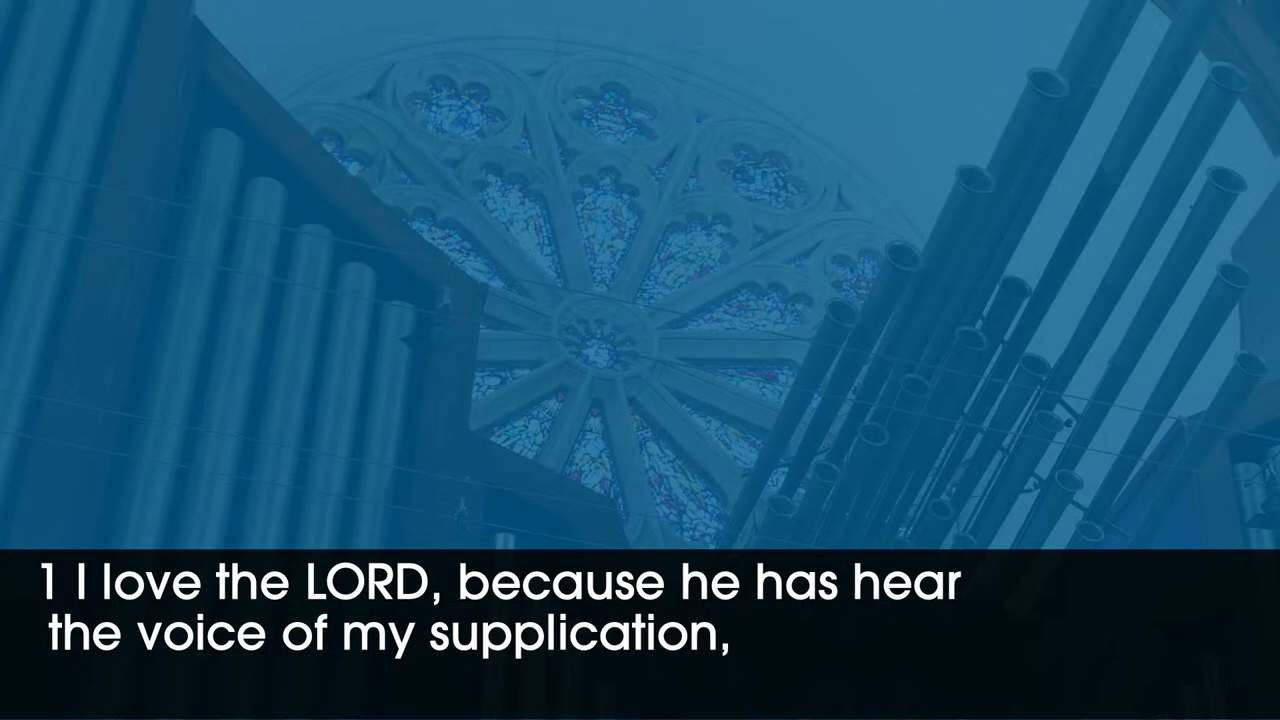 1 I love the LORD, because he has hear
the voice of my supplication,